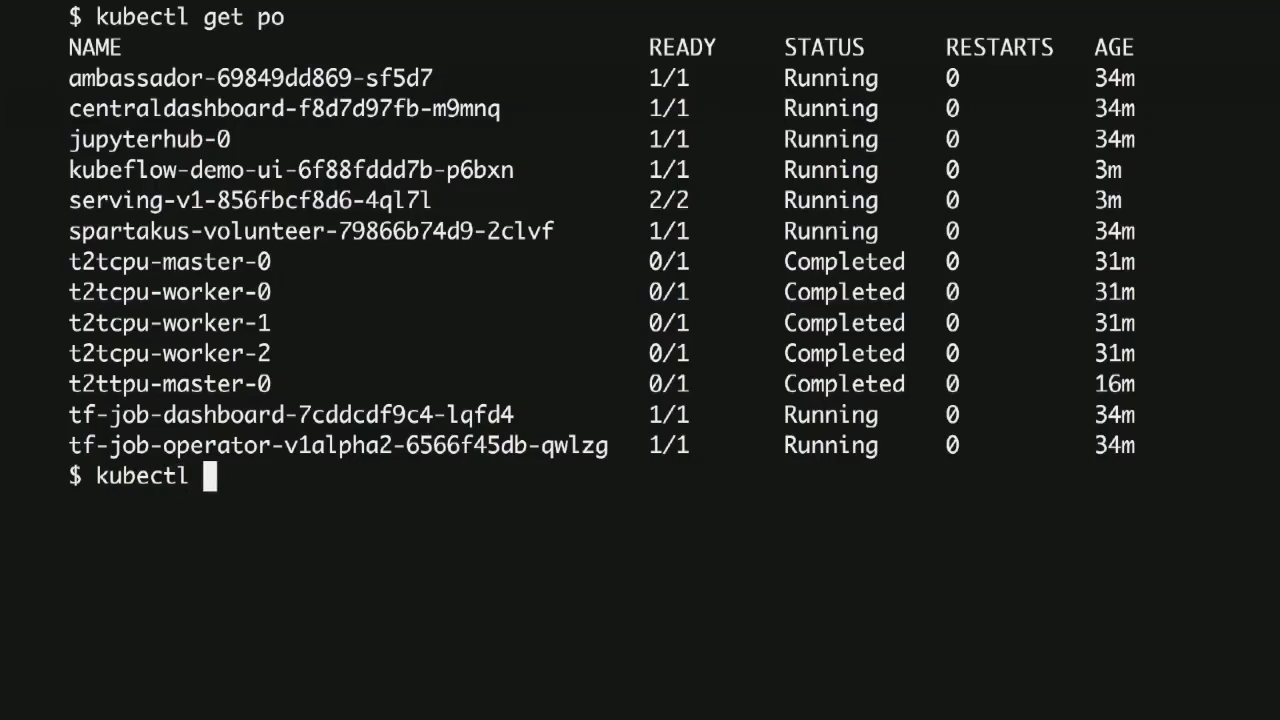 $ kubectl get po
NAME READY STATUS RESTARTS AGE
ambassador-69849dd869-sf5d7 1/1 Running 0 34m
centraldashboard-f8d7d97fb-m9mnq 1/1 Running 0 34m
jupyterhub-0 1/1 Running 0 34m
kubeflow-demo-ui-6f88fddd7b-p6bxn 1/1 Running 0 3m
serving-v1-856fbcf8d6-4ql7l 2/2 Running 0 3m
spartakus-volunteer-79866b74d9-2clvf 1/1 Running 0 34m
t2tcpu-master-0 0/1 Completed 0 31m
t2tcpu-worker-0 0/1 Completed 0 31m
t2tcpu-worker-1 0/1 Completed 0 31m
t2tcpu-worker-2 0/1 Completed 0 31m
t2ttpu-master-0 0/1 Completed 0 16m
tf-job-dashboard-7cddcdf9c4-lqfd4 1/1 Running 0 34m
tf-job-operator-v1alpha2-6566f45db-qwlzg 1/1 Running 0 34m
$ kubectl